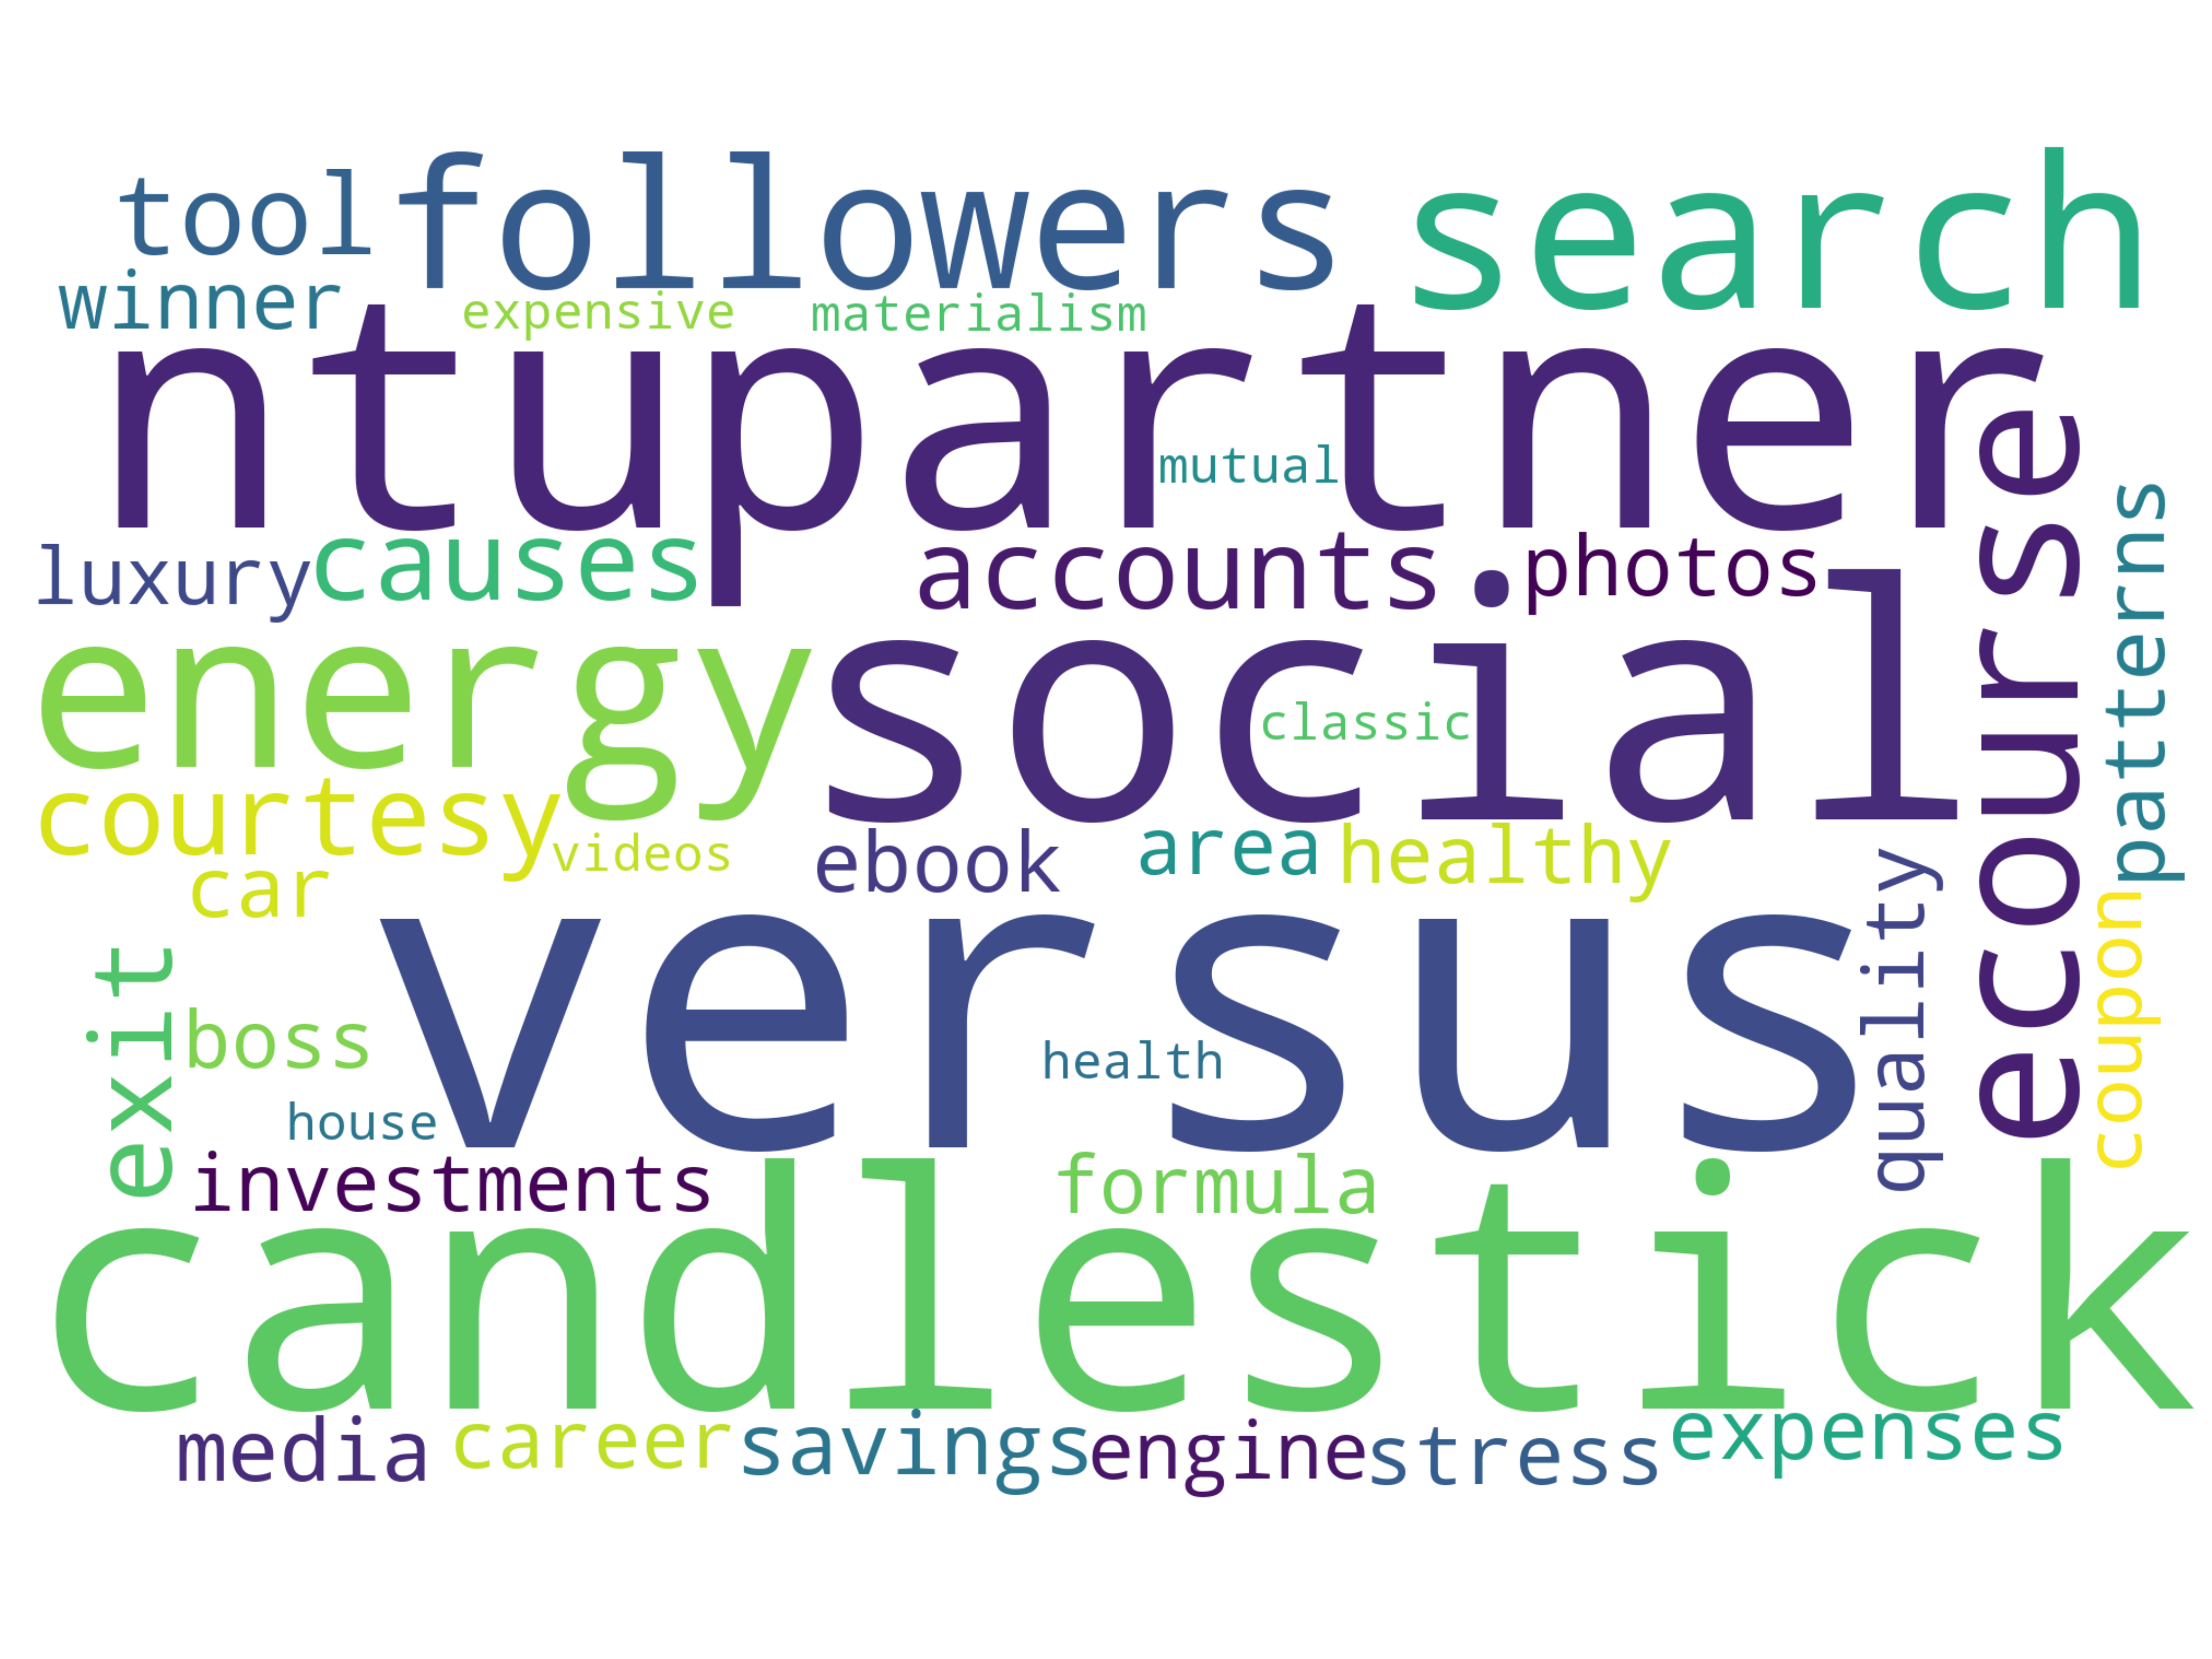 tool
followers
search
winner
expensive
materialism
ntupartner
mutual
luxury
causes
accounts.
photos
energy
social
classic
ecourse
patterns
courtesy
videos
ebook
area
healthy
car
versus
quality
coupon
exit
boss
health
house
investments
formula
candlestick
media
career
savings
engine
stress
expenses